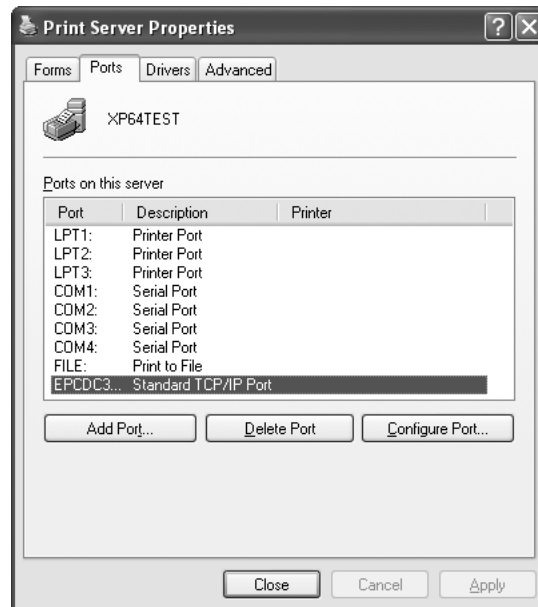 Print Server Properties
Forms Ports Drivers Advanced
XP64TEST
Ports on this server
Port Description Printer
LPT1: Printer Port
LPT2: Printer Port
LPT3: Printer Port
COM1: Serial Port
COM2: Serial Port
COM3: Serial Port
COM4: Serial Port
FILE: Print to File
EPCDC3... Standard TCP/IP Port
Add Port... Delete Port Configure Port...
Close Cancel Apply